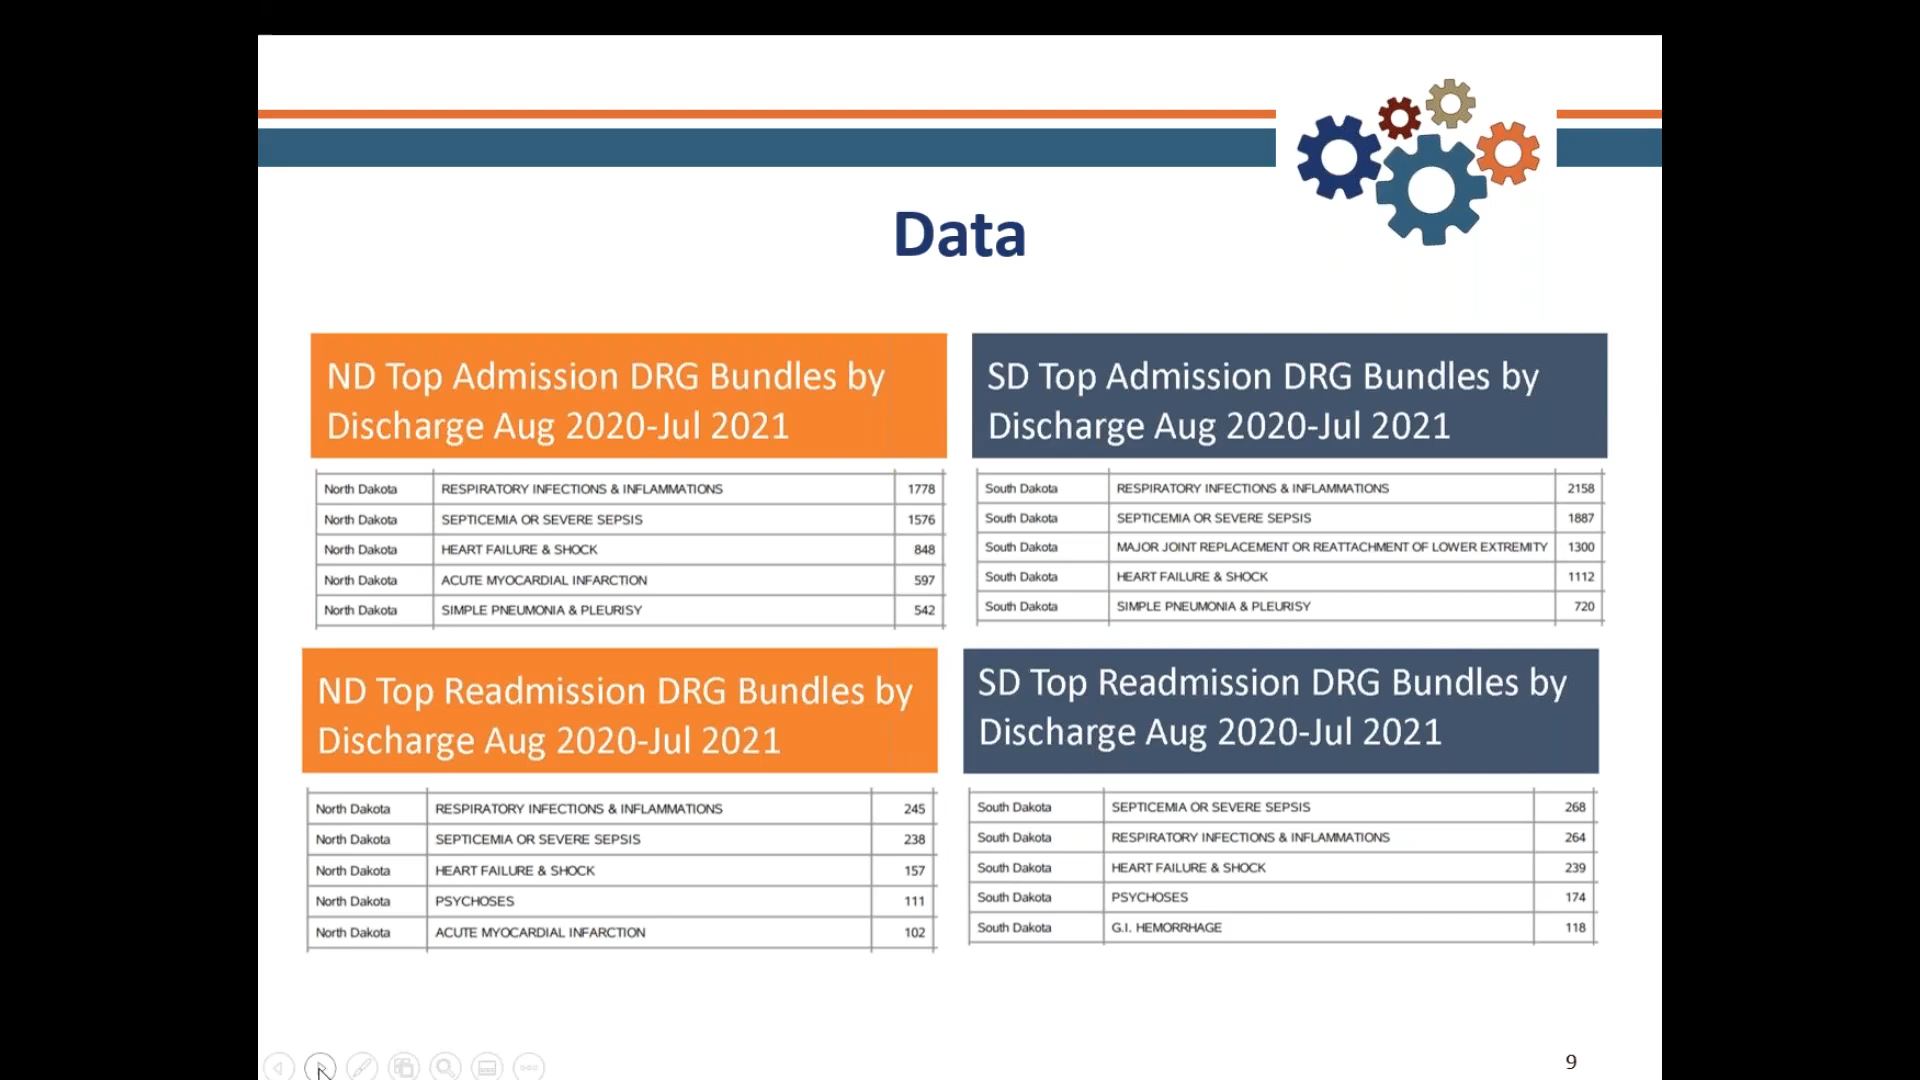 Data
ND Top Admission DRG Bundles by
Discharge Aug 2020-Jul 2021
North Dakota RESPIRATORY INFECTIONS & INFLAMMATIONS 1778
North Dakota SEPTICEMIA OR SEVERE SEPSIS 1576
North Dakota HEART FAILURE & SHOCK 848
North Dakota ACUTE MYOCARDIAL INFARCTION 597
North Dakota SIMPLE PNEUMONIA & PLEURISY 542
SD Top Admission DRG Bundles by
Discharge Aug 2020-Jul 2021
South Dakota RESPIRATORY INFECTIONS & INFLAMMATIONS 2158
South Dakota SEPTICEMIA OR SEVERE SEPSIS 1887
South Dakota MAJOR JOINT REPLACEMENT OR REATTACHMENT OF LOWER EXTREMITY 1300
South Dakota HEART FAILURE & SHOCK 1112
South Dakota SIMPLE PNEUMONIA & PLEURISY 720
ND Top Readmission DRG Bundles by
Discharge Aug 2020-Jul 2021
North Dakota RESPIRATORY INFECTIONS & INFLAMMATIONS 245
North Dakota SEPTICEMIA OR SEVERE SEPSIS 238
North Dakota HEART FAILURE & SHOCK 157
North Dakota PSYCHOSES 111
North Dakota ACUTE MYOCARDIAL INFARCTION 102
SD Top Readmission DRG Bundles by
Discharge Aug 2020-Jul 2021
South Dakota SEPTICEMIA OR SEVERE SEPSIS 268
South Dakota RESPIRATORY INFECTIONS & INFLAMMATIONS 264
South Dakota HEART FAILURE & SHOCK 239
South Dakota PSYCHOSES 174
South Dakota G.I. HEMORRHAGE 118
9